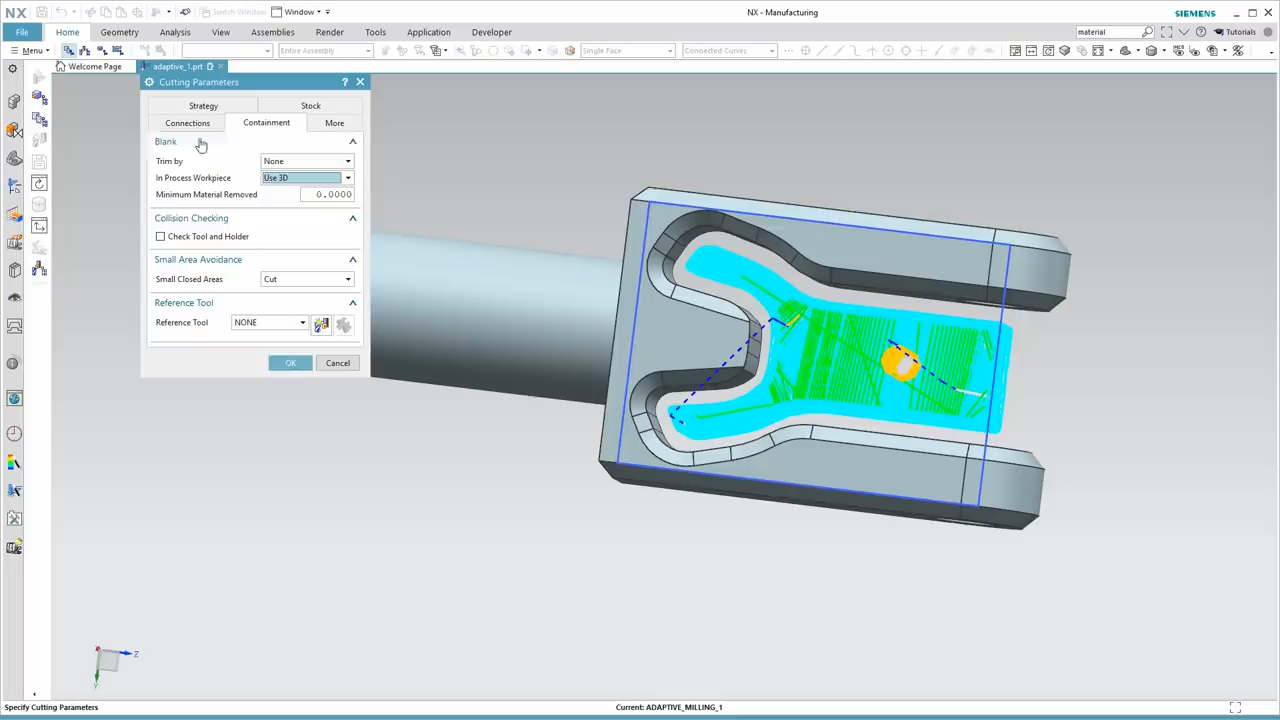 NX
Switch Window
Window
NX - Manufacturing
SIEMENS
File
Home
Geometry
Analysis
View
Assemblies
Render
Tools
Application
Developer
material
Tutorials
Menu
Entire Assembly
Single Face
Connected Curves
Welcome Page
adaptive_1.prt
Cutting Parameters
?
Strategy
Stock
Connections
Containment
More
Blank
Trim by
None
In Process Workpiece
Use 3D
Minimum Material Removed
0.0000
Collision Checking
Check Tool and Holder
Small Area Avoidance
Small Closed Areas
Cut
Reference Tool
Reference Tool
NONE
OK
Cancel
Z
Y
Specify Cutting Parameters
Current: ADAPTIVE_MILLING_1